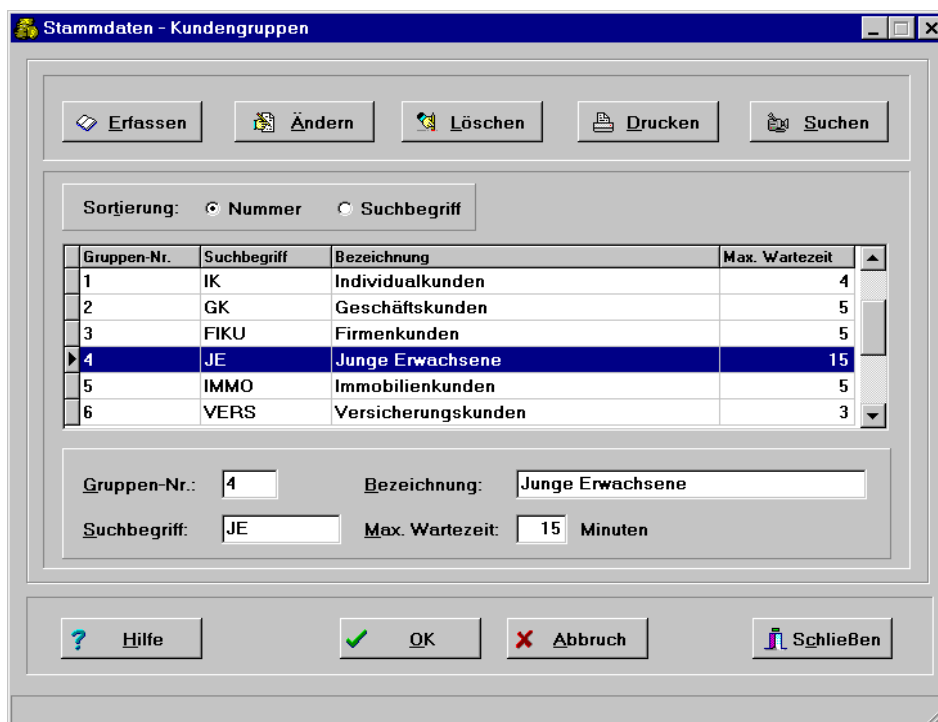 Stammdaten - Kundengruppen
Erfassen Ändern Löschen Drucken Suchen
Sortierung: Nummer Suchbegriff
Gruppen-Nr. Suchbegriff Bezeichnung Max. Wartezeit
1 IK Individualkunden 4
2 GK Geschäftskunden 5
3 FIKU Firmenkunden 5
4 JE Junge Erwachsene 15
5 IMMO Immobilienkunden 5
6 VERS Versicherungskunden 3
Gruppen-Nr.: 4 Bezeichnung: Junge Erwachsene
Suchbegriff: JE Max. Wartezeit: 15 Minuten
Hilfe OK Abbruch Schließen